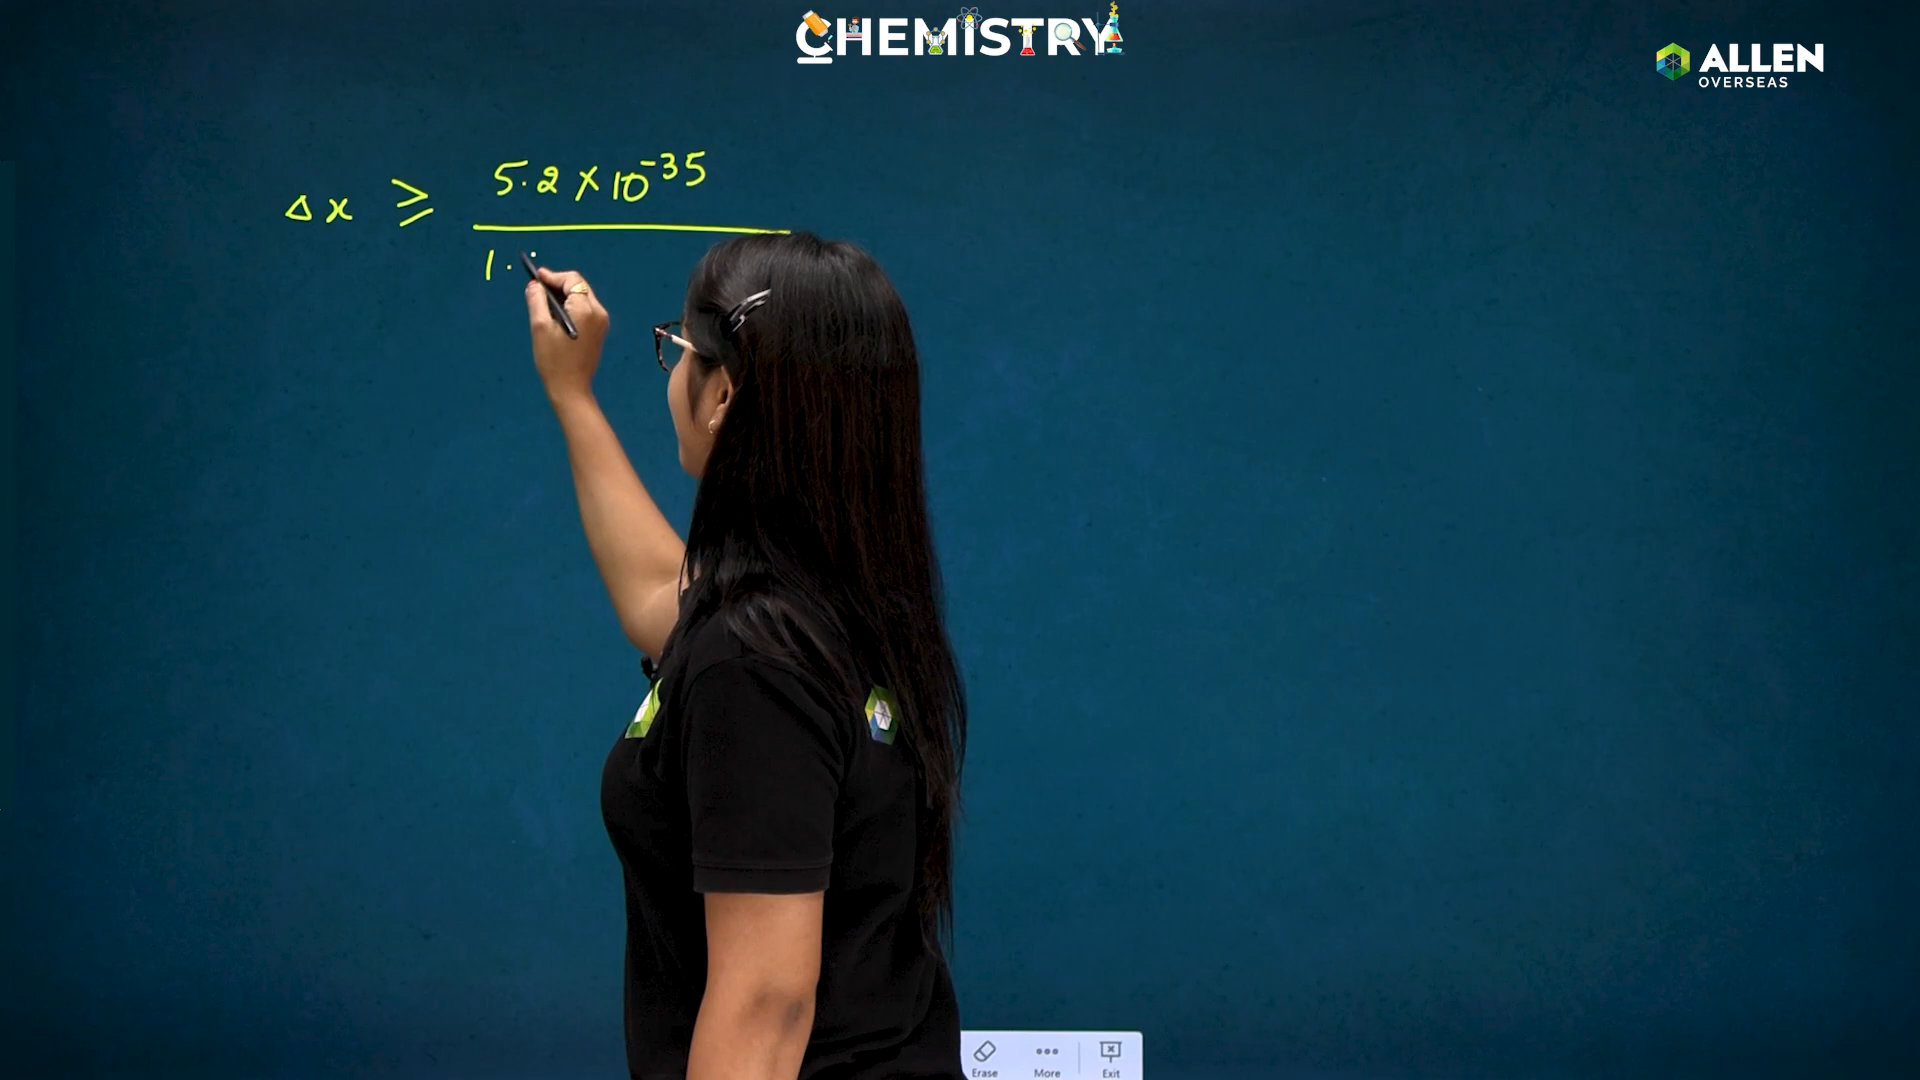 CHEMISTRY
ALLEN
OVERSEAS
Δx ≥ 5.2 × 10⁻³⁵
1.
Erase More Exit